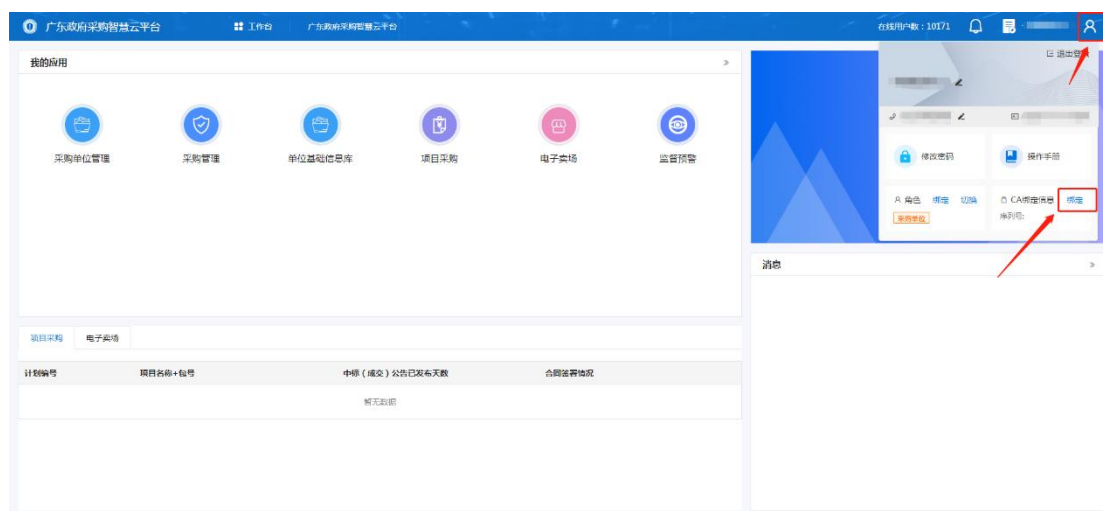 广东政府采购智慧云平台
工作台
广东政府采购智慧云平台
在线用户数：10171
我的应用
»
采购单位管理
采购管理
单位基础信息库
项目采购
电子卖场
监督预警
退出登录
修改密码
操作手册
角色 绑定 切换
采购单位
CA绑定信息 绑定
序列号:
消息
»
项目采购 电子卖场
计划编号 项目名称+包号 中标（成交）公告已发布天数 合同签署情况
暂无数据